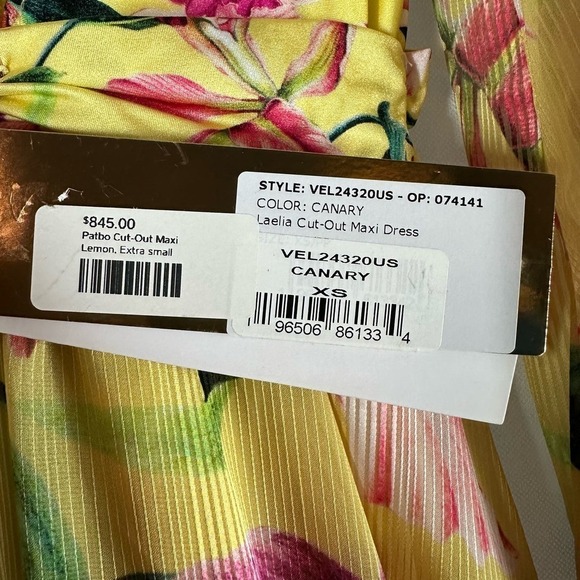 STYLE: VEL24320US - OP: 074141
COLOR: CANARY
Laelia Cut-Out Maxi Dress
$845.00
Patbo Cut-Out Maxi
Lemon, Extra small
VEL24320US
CANARY
XS
96506 86133 4